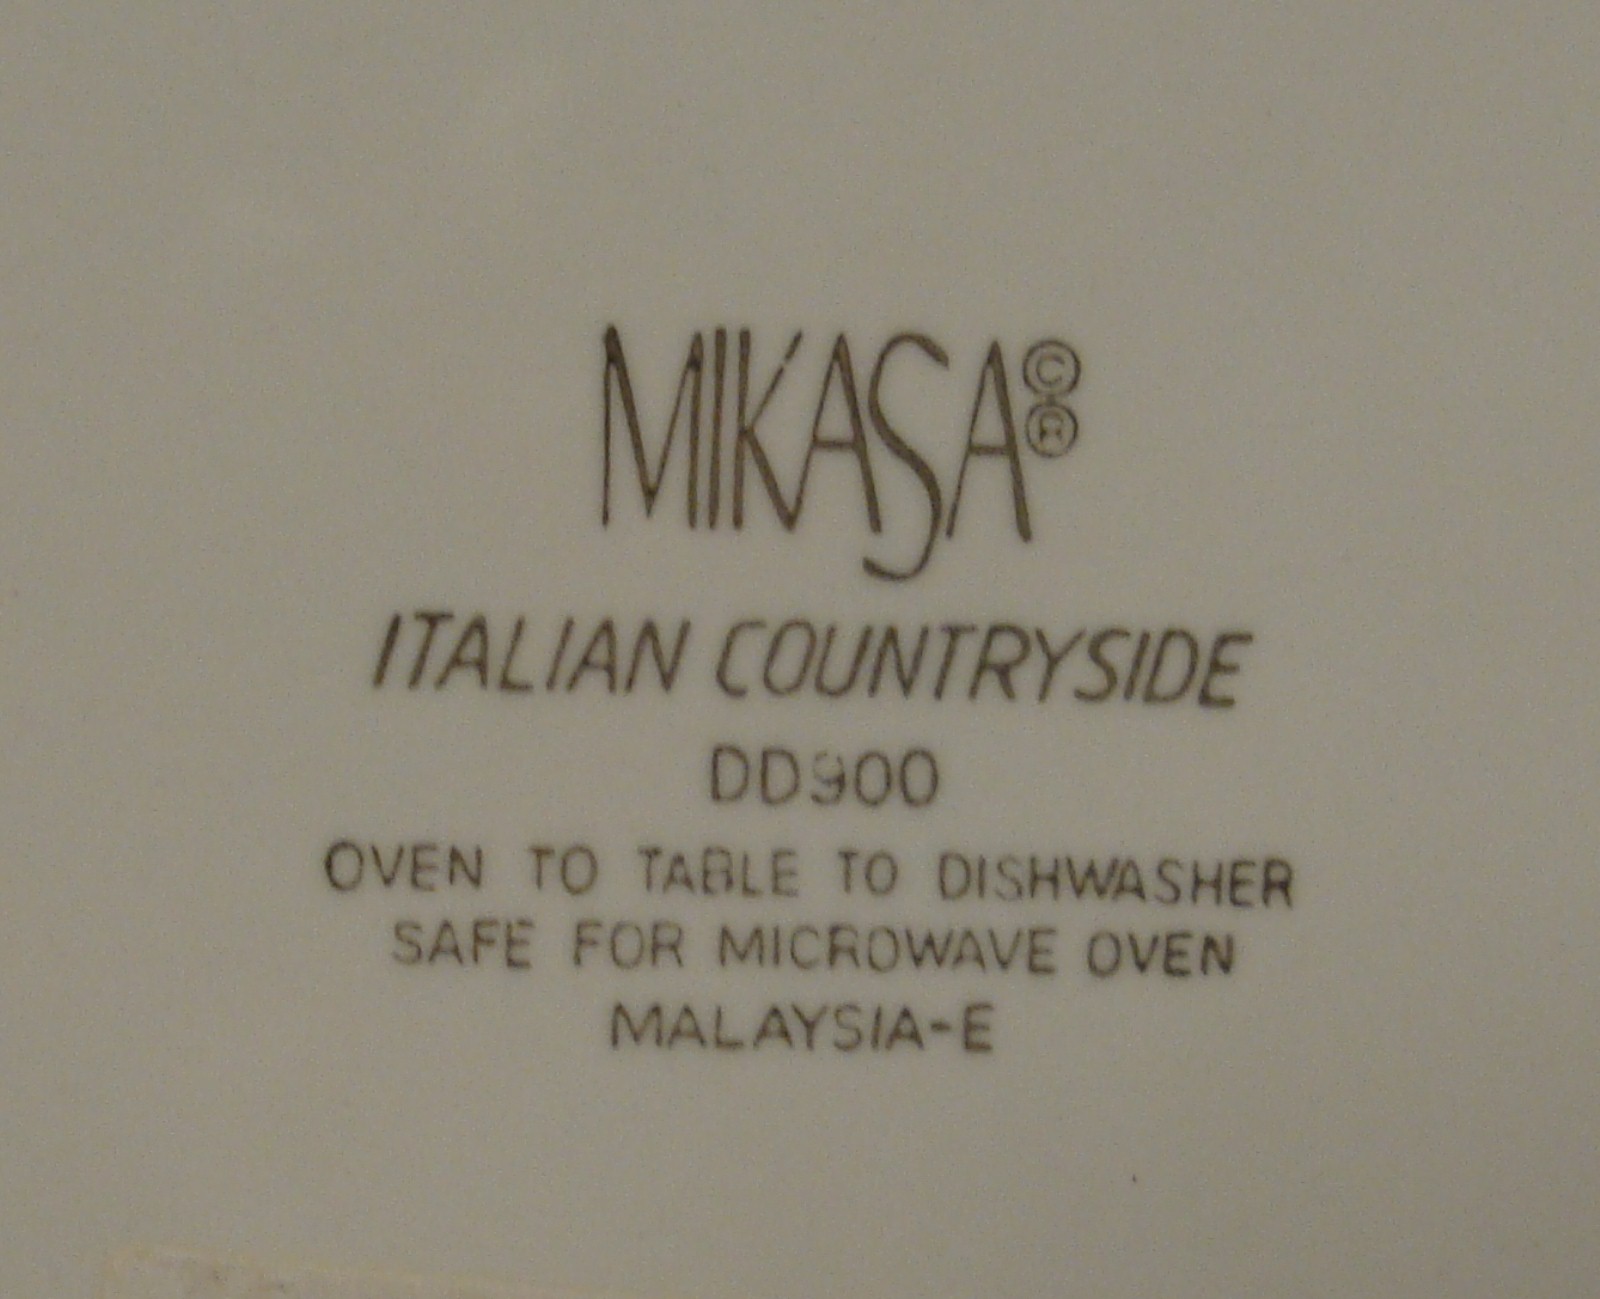 MIKASA©®
ITALIAN COUNTRYSIDE
DD900
OVEN TO TABLE TO DISHWASHER
SAFE FOR MICROWAVE OVEN
MALAYSIA-E